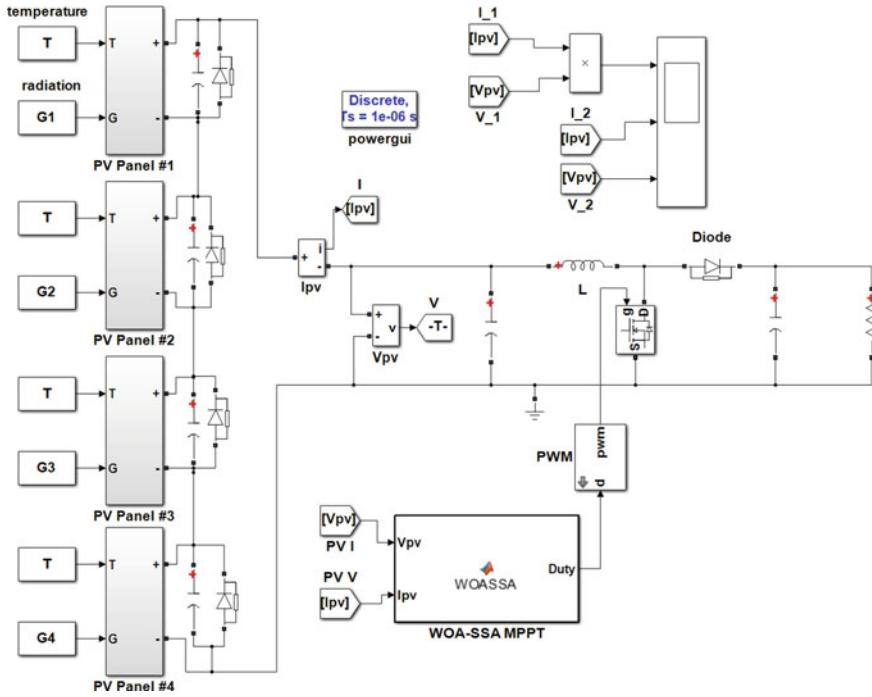 temperature
T
T
+
radiation
G1
G
-
PV Panel #1
T
T
+
G2
G
-
PV Panel #2
T
T
+
G3
G
-
PV Panel #3
T
T
+
G4
G
-
PV Panel #4
Discrete,
Ts = 1e-06 s
powergui
I_1
[Ipv]
[Vpv]
V_1
×
I_2
[Ipv]
[Vpv]
V_2
I
[Ipv]
+
i
-
Ipv
V
+
-
v
-T-
Vpv
+
L
Diode
g
D
S
PWM
pwm
d
[Vpv]
PV I
PV V
[Ipv]
Vpv
Ipv
WOASSA
Duty
WOA-SSA MPPT